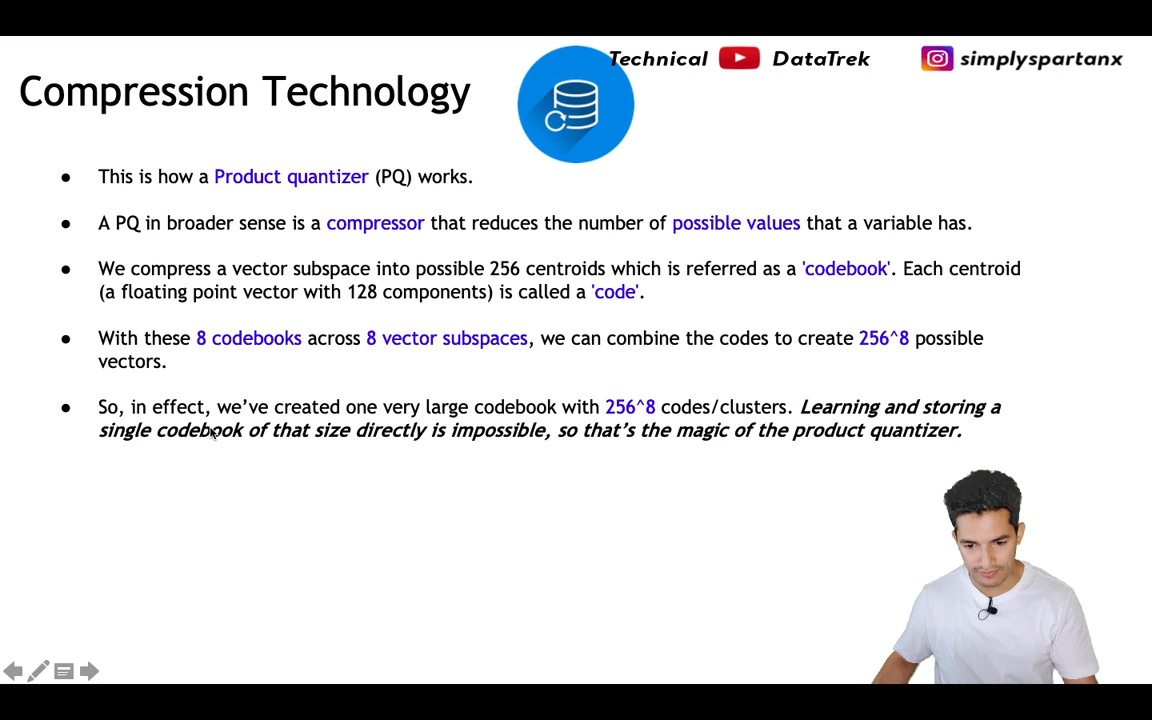 Technical DataTrek simplyspartanx
Compression Technology
● This is how a Product quantizer (PQ) works.
● A PQ in broader sense is a compressor that reduces the number of possible values that a variable has.
● We compress a vector subspace into possible 256 centroids which is referred as a 'codebook'. Each centroid
(a floating point vector with 128 components) is called a 'code'.
● With these 8 codebooks across 8 vector subspaces, we can combine the codes to create 256^8 possible
vectors.
● So, in effect, we’ve created one very large codebook with 256^8 codes/clusters. Learning and storing a
single codebook of that size directly is impossible, so that’s the magic of the product quantizer.